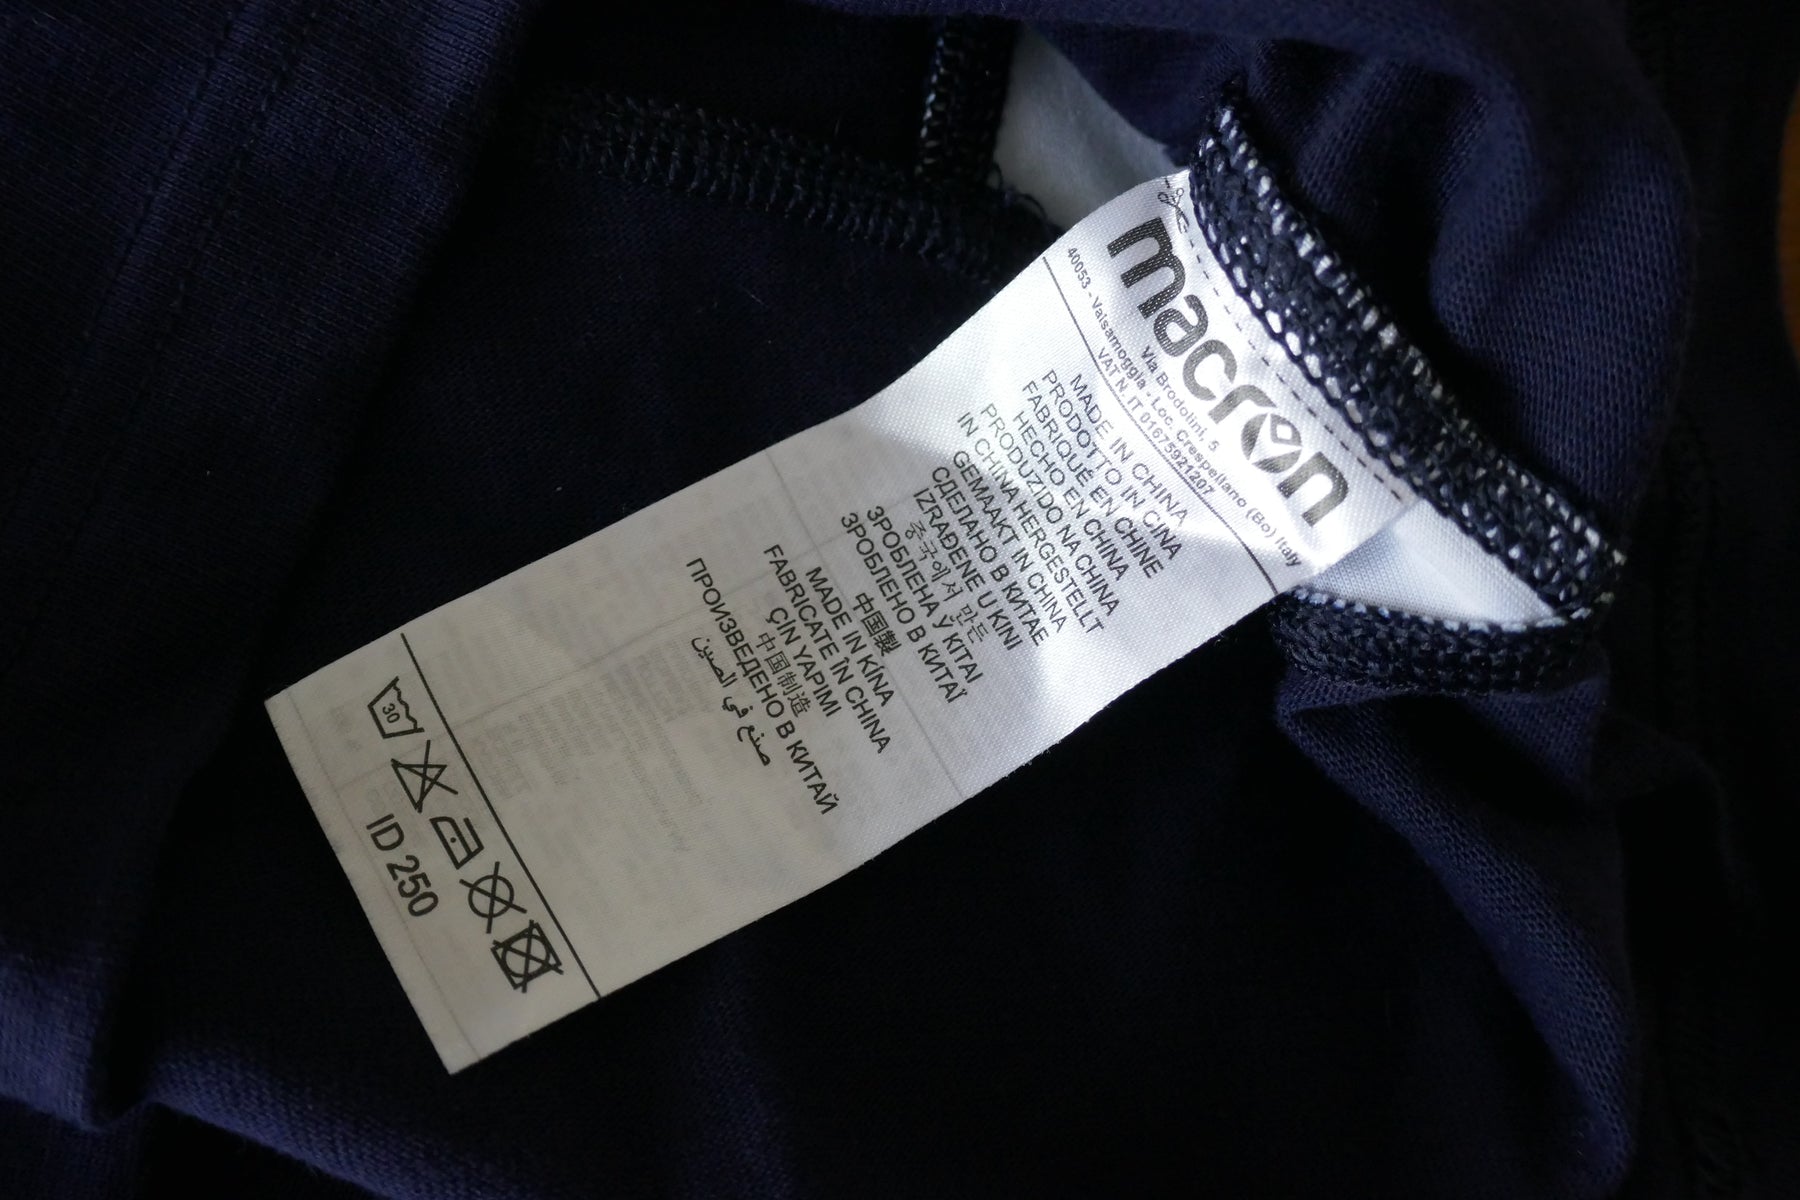 macron
Via Brodolini, 5
40053 - Valsamoggia - Loc. Crespellano (Bo) Italy
VAT N. IT 01675921207
MADE IN CHINA
PRODOTTO IN CINA
FABRIQUÉ EN CHINE
HECHO EN CHINA
PRODUZIDO NA CHINA
IN CHINA HERGESTELLT
GEMAAKT IN CHINA
СДЕЛАНО В КИТАЕ
IZRAĐENE U KINI
중국에서 만든
ЗРОБЛЕНА Ў KITAI
ЗРОБЛЕНО В КИТАЇ
中国製
MADE IN KÍNA
FABRICATE ÎN CHINA
ÇİN YAPIMI
中国制造
ПРОИЗВЕДЕНО В КИТАЙ
صنع في الصين
30
ID 250